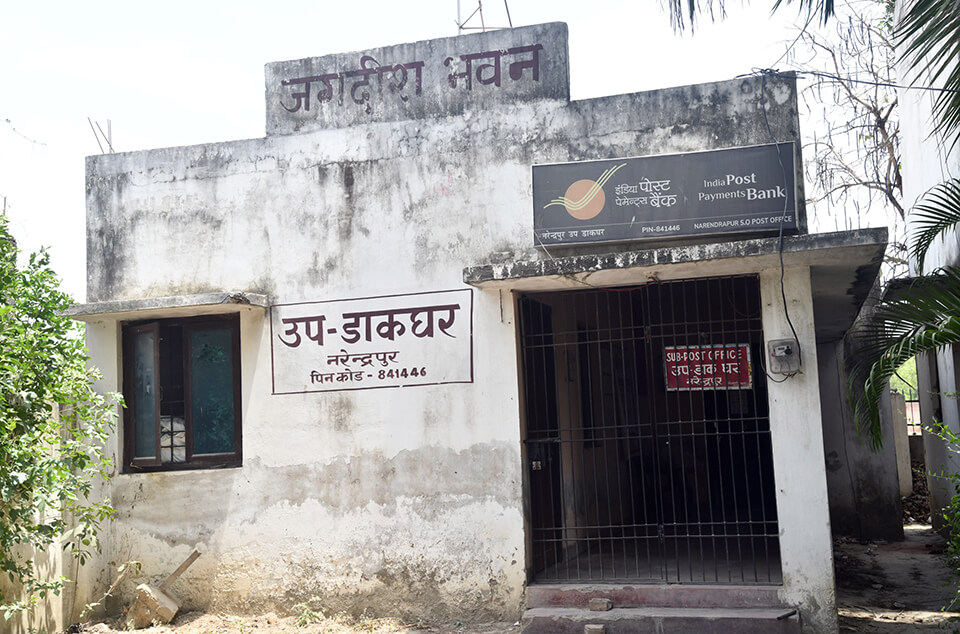 जगदीश भवन
इंडिया पोस्ट
पेमेन्ट्स बैंक
India Post
Payments Bank
नरेन्द्रपुर उप डाकघर
PIN-841446
NARENDRAPUR S.O POST OFFICE
उप-डाकघर
नरेन्द्रपुर
पिन कोड - 841446
SUB-POST OFFICE
उप-डाक घर
नरेन्द्रपुर